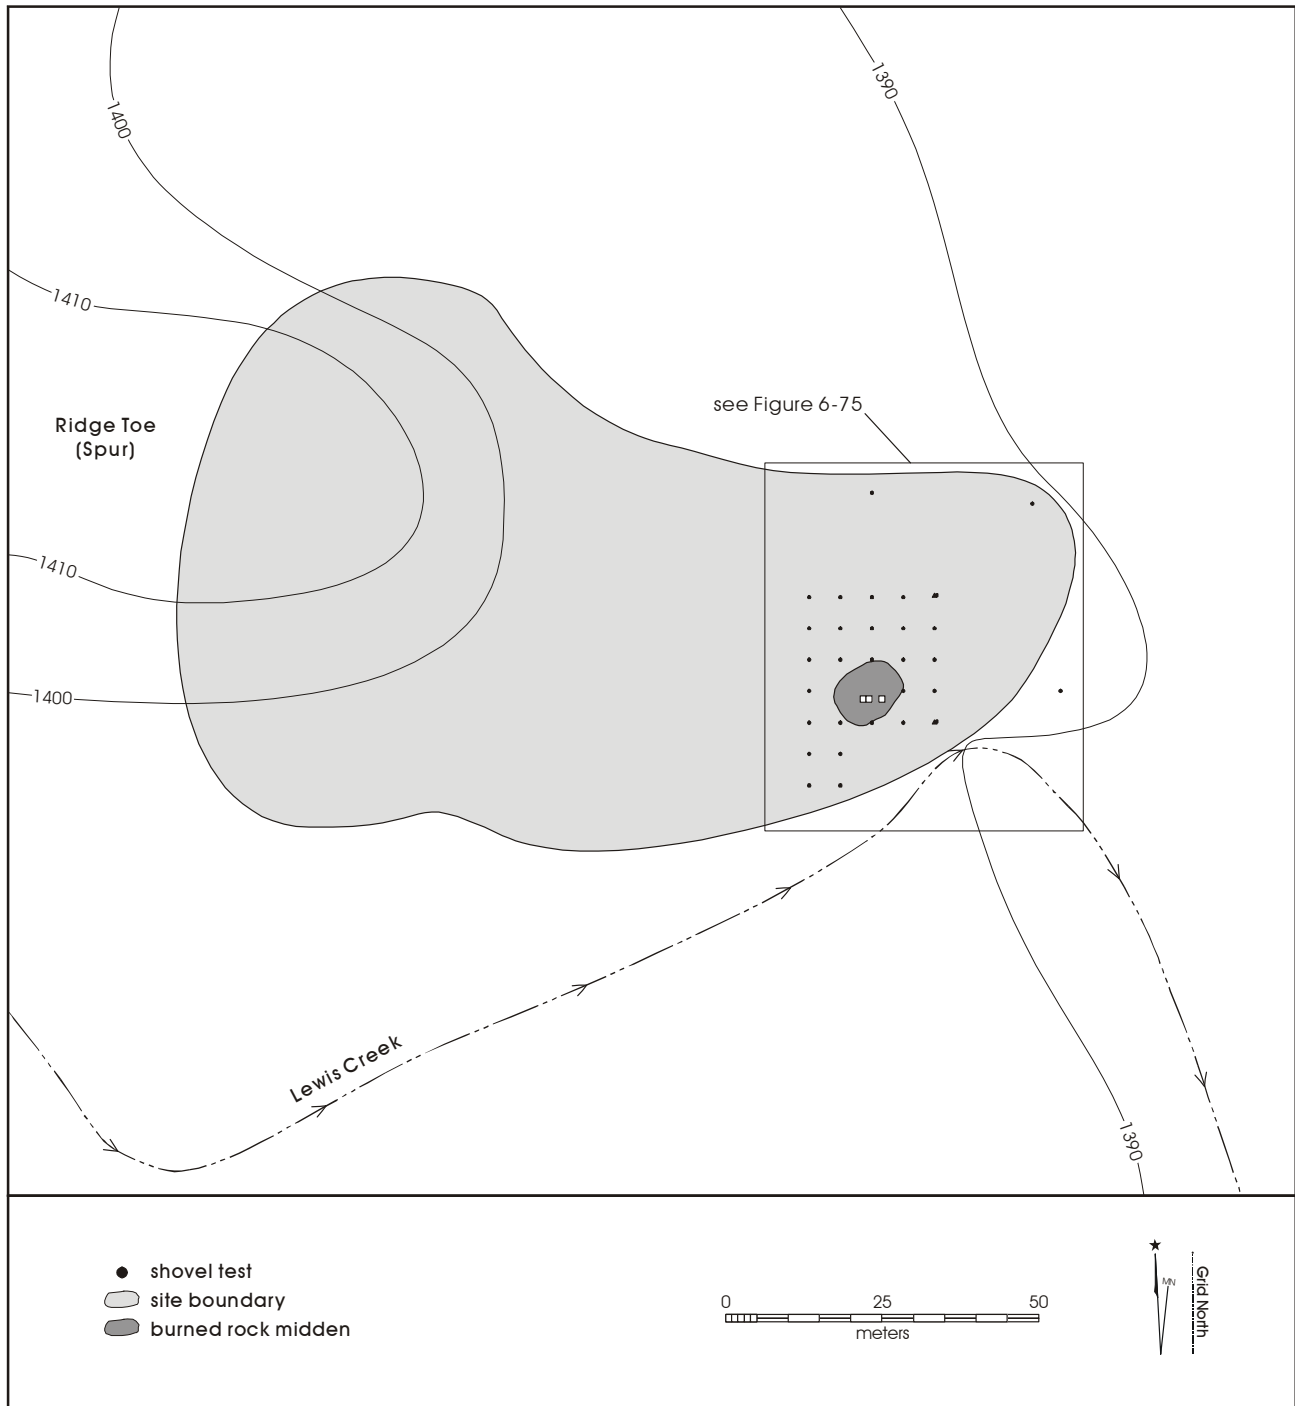 1390
1400
1410
see Figure 6-75
Ridge Toe
(Spur)
1410
1400
Lewis Creek
1390
shovel test
site boundary
burned rock midden
0 25 50
meters
MN
Grid North